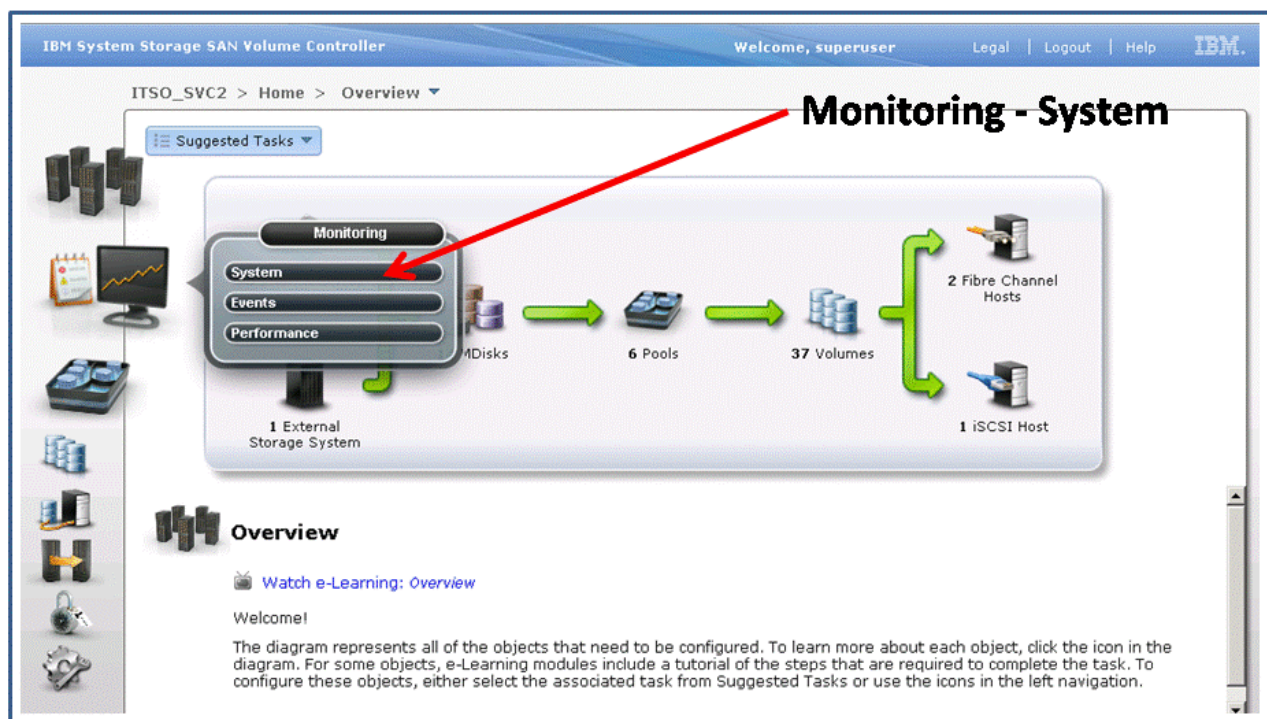 IBM System Storage SAN Volume Controller
Welcome, superuser
Legal | Logout | Help
IBM.
ITSO_SVC2 > Home > Overview
Monitoring - System
Suggested Tasks
Monitoring
System
Events
Performance
MDisks
6 Pools
37 Volumes
2 Fibre Channel
Hosts
1 External
Storage System
1 iSCSI Host
Overview
Watch e-Learning: Overview
Welcome!
The diagram represents all of the objects that need to be configured. To learn more about each object, click the icon in the
diagram. For some objects, e-Learning modules include a tutorial of the steps that are required to complete the task. To
configure these objects, either select the associated task from Suggested Tasks or use the icons in the left navigation.